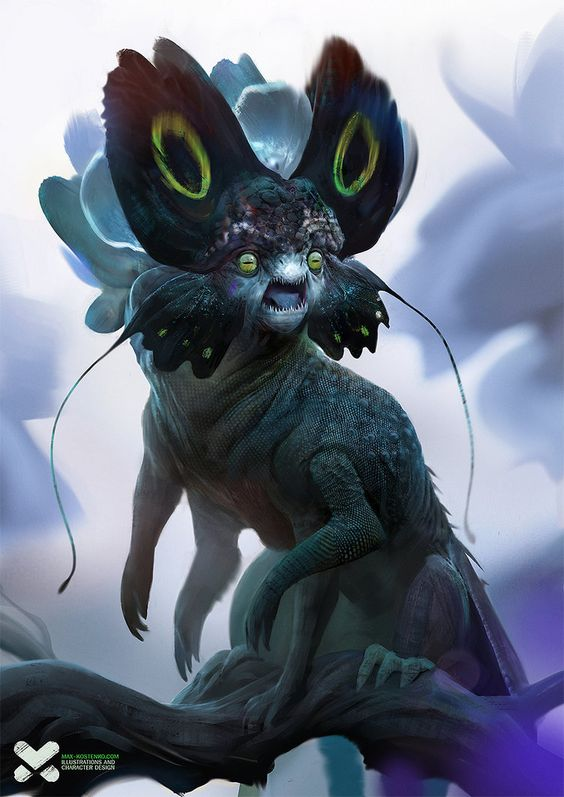 MAX-KOSTENKO.COM
ILLUSTRATIONS AND
CHARACTER DESIGN